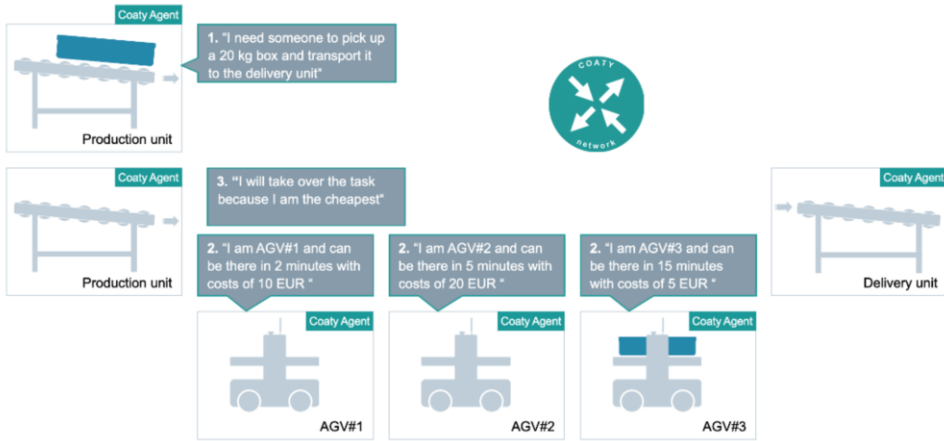 Coaty Agent
1. "I need someone to pick up
a 20 kg box and transport it
to the delivery unit"
Production unit
COATY
network
Coaty Agent
Production unit
3. “I will take over the task
because I am the cheapest”
Coaty Agent
Delivery unit
2. "I am AGV#1 and can
be there in 2 minutes with
costs of 10 EUR "
2. "I am AGV#2 and can
be there in 5 minutes with
costs of 20 EUR "
2. "I am AGV#3 and can
be there in 15 minutes
with costs of 5 EUR "
Coaty Agent
AGV#1
Coaty Agent
AGV#2
Coaty Agent
AGV#3